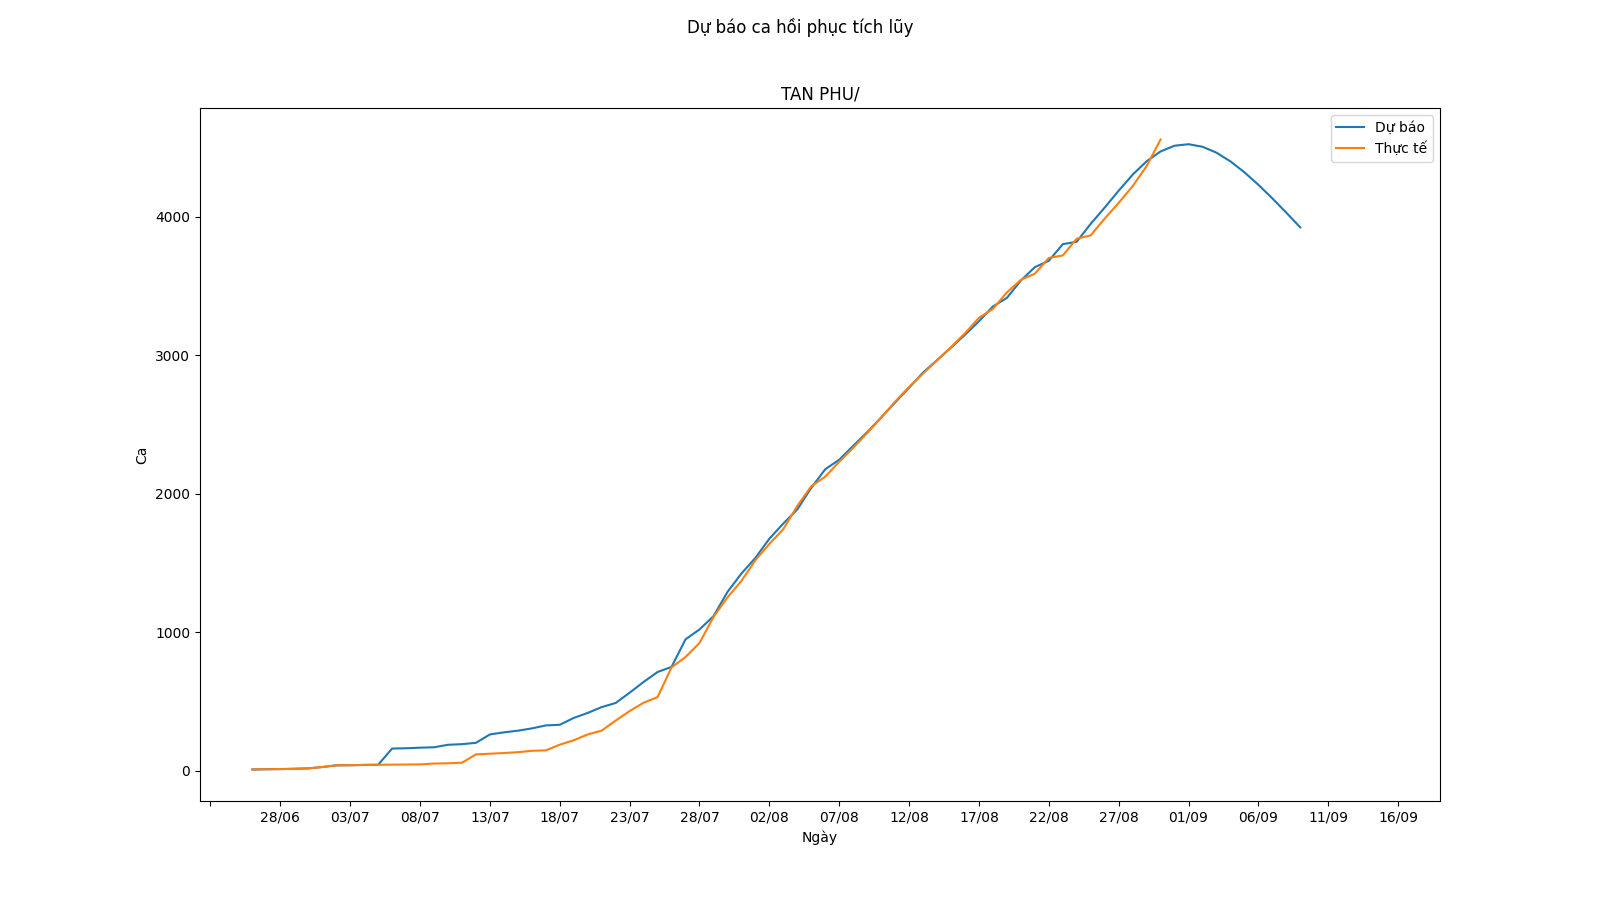 Dự báo ca hồi phục tích lũy
TAN PHU/
Dự báo
Thực tế
4000
3000
2000
1000
0
Ca
28/06 03/07 08/07 13/07 18/07 23/07 28/07 02/08 07/08 12/08 17/08 22/08 27/08 01/09 06/09 11/09 16/09
Ngày